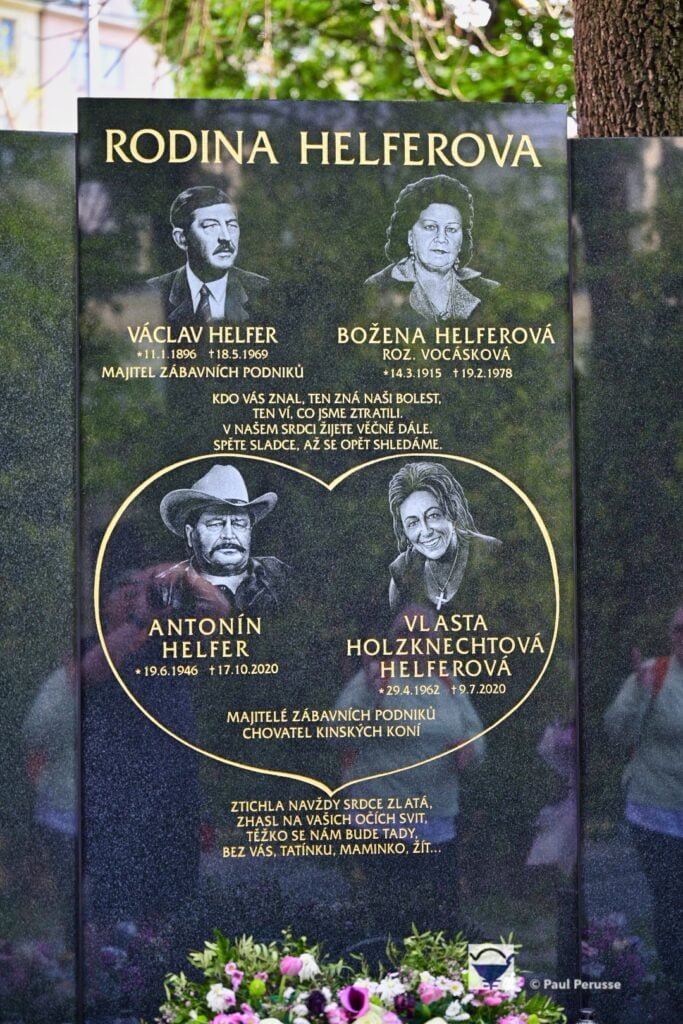 RODINA HELFEROVA
VÁCLAV HELFER
*11.1.1896 †18.5.1969
MAJITEL ZÁBAVNÍCH PODNIKŮ
BOŽENA HELFEROVÁ
ROZ. VOCÁSKOVÁ
*14.3.1915 †19.2.1978
KDO VÁS ZNAL, TEN ZNÁ NAŠI BOLEST,
TEN VÍ, CO JSME ZTRATILI.
V NAŠEM SRDCI ŽIJETE VĚČNĚ DÁLE.
SPĚTE SLADCE, AŽ SE OPĚT SHLEDÁME.
ANTONÍN
HELFER
*19.6.1946 †17.10.2020
VLASTA
HOLZKNECHTOVÁ
HELFEROVÁ
*29.4.1962 †9.7.2020
MAJITELÉ ZÁBAVNÍCH PODNIKŮ
CHOVATEL KINSKÝCH KONÍ
ZTICHLA NAVŽDY SRDCE ZLATÁ,
ZHASL NA VAŠICH OČÍCH SVIT,
TĚŽKO SE NÁM BUDE TADY,
BEZ VÁS, TATÍNKU, MAMINKO, ŽÍT...
© Paul Perusse